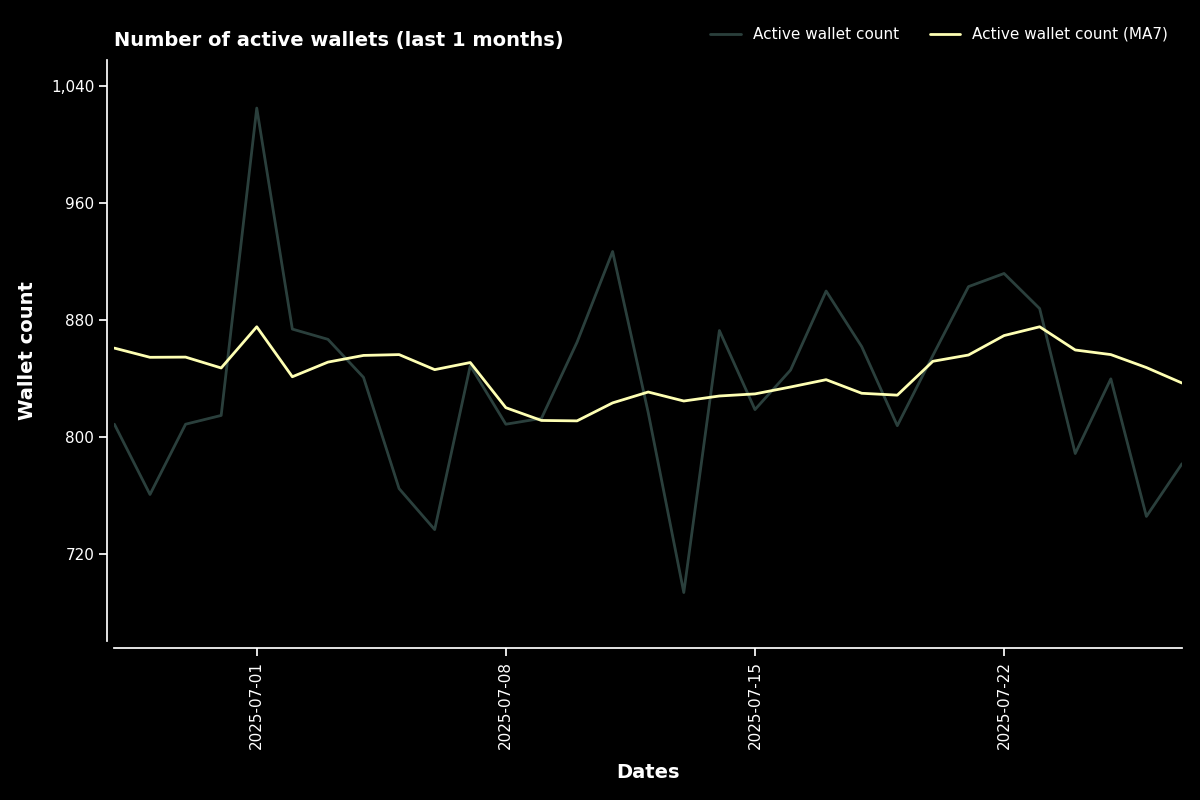 Number of active wallets (last 1 months)
Active wallet count
Active wallet count (MA7)
1,040
960
880
800
720
Wallet count
2025-07-01
2025-07-08
2025-07-15
2025-07-22
Dates